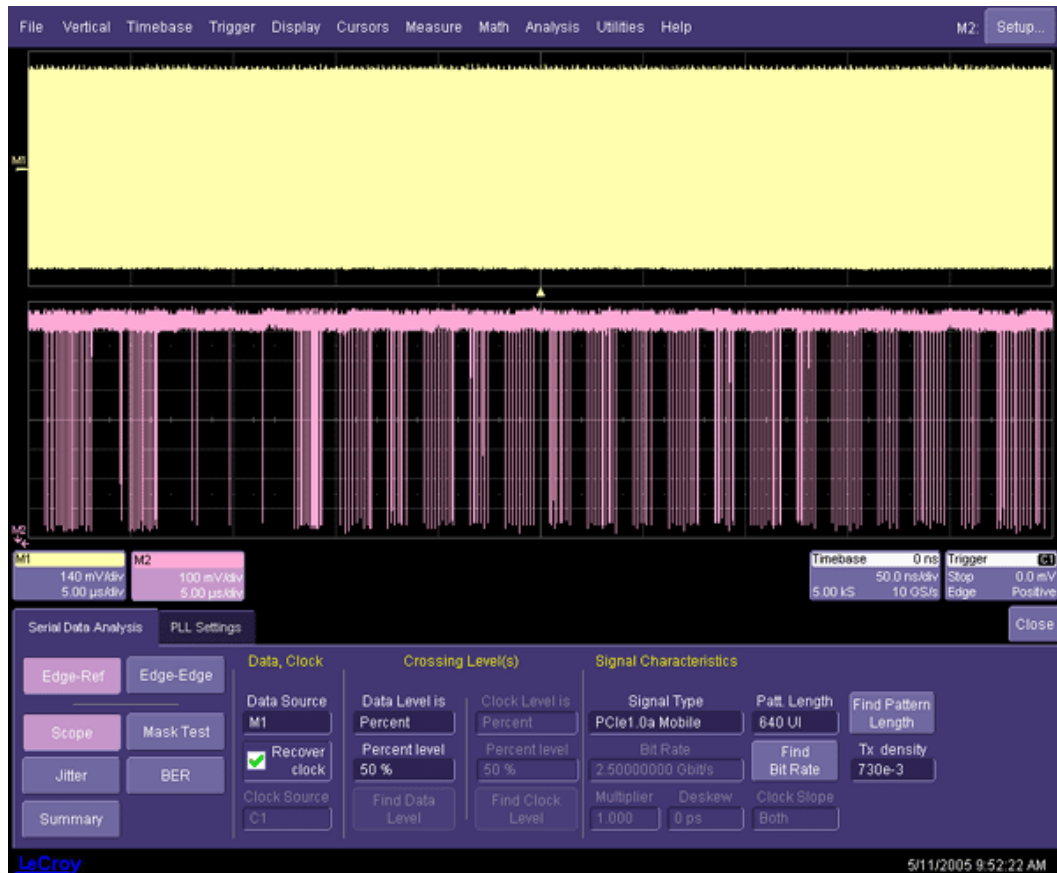 File Vertical Timebase Trigger Display Cursors Measure Math Analysis Utilities Help M2: Setup...
M1
M1 M2 Timebase 0 ns Trigger C1
140 mV/div 100 mV/div 50.0 ns/div Stop 0.0 mV
5.00 µs/div 5.00 µs/div 5.00 kS 10 GS/s Edge Positive
Serial Data Analysis PLL Settings Close
Data, Clock Crossing Level(s) Signal Characteristics
Edge-Ref Edge-Edge
Data Source Data Level is Clock Level is Signal Type Patt. Length Find Pattern Length
M1 Percent Percent PCIe1.0a Mobile 640 UI
Scope Mask Test
Recover clock Percent level Percent level Bit Rate Find Bit Rate Tx density
50 % 50 % 2.50000000 Gbit/s 730e-3
Jitter BER
Clock Source Find Data Level Find Clock Level Multiplier Deskew Clock Slope
Summary C1 1.000 0 ps Both
LeCroy 5/11/2005 9:52:22 AM